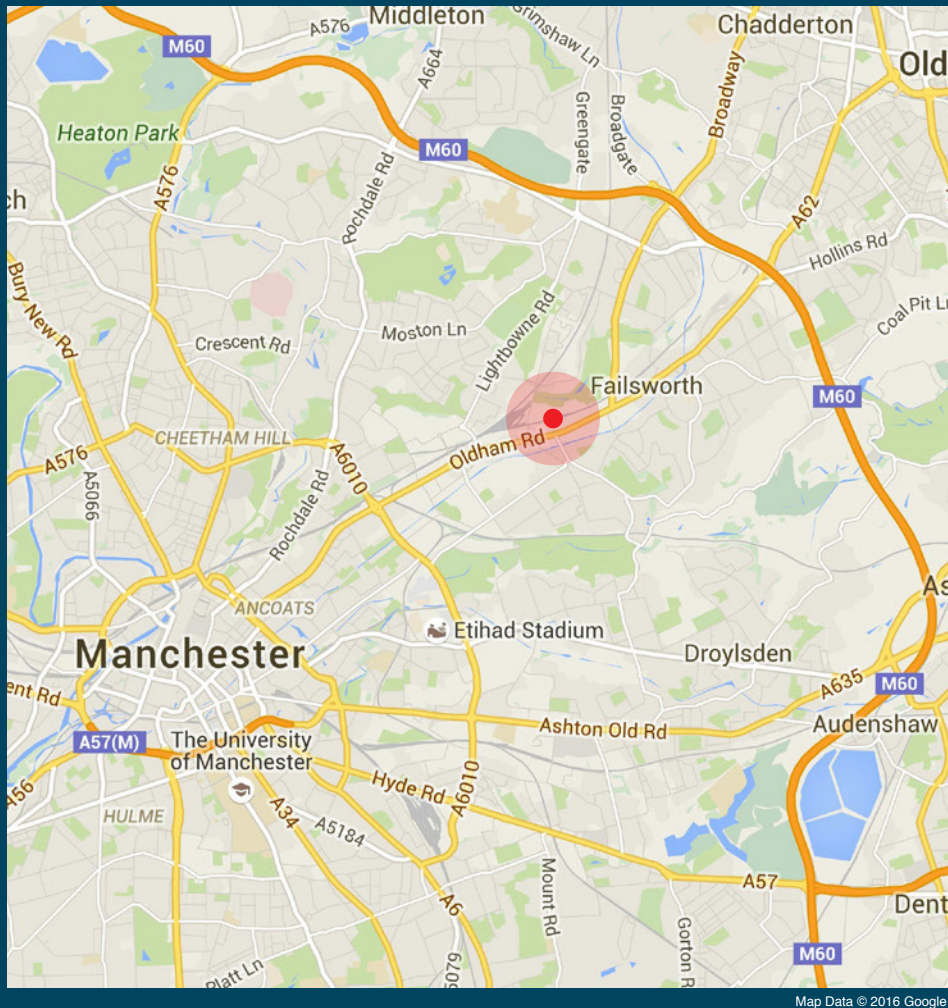 Middleton
Grimshaw Ln
Chadderton
A576
M60
A664
Old
Broadway
Greengate
Broadgate
Heaton Park
M60
A576
Rochdale Rd
ch
A62
Hollins Rd
Bury New Rd
Coal Pit Ln
Lightbowne Rd
Moston Ln
Crescent Rd
Failsworth
M60
CHEETHAM HILL
Oldham Rd
A576
A6010
A5066
Rochdale Rd
As
ANCOATS
Etihad Stadium
Manchester
Droylsden
ent Rd
A635
M60
Audenshaw
Ashton Old Rd
A57(M)
The University
of Manchester
A56
Hyde Rd
A6010
HULME
A34
A5184
Mount Rd
A57
A6
Dent
Gorton R
M60
Platt Ln
5079
Map Data © 2016 Google